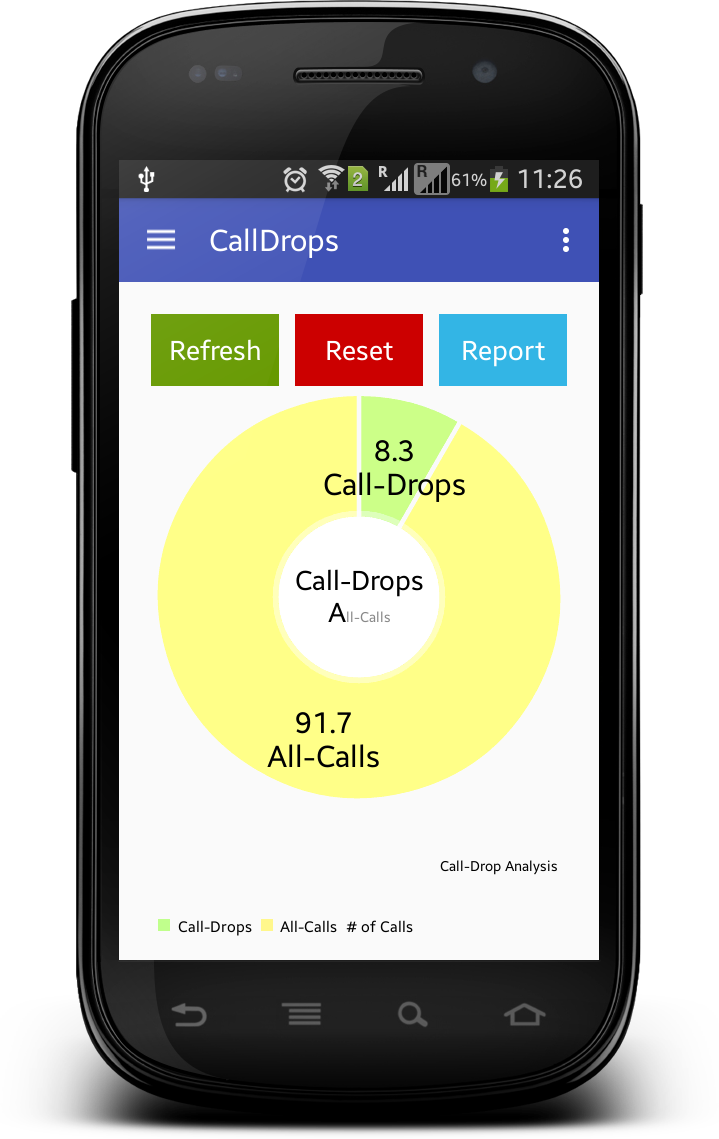 2 R R 61% 11:26
CallDrops
Refresh Reset Report
8.3
Call-Drops
Call-Drops
All-Calls
91.7
All-Calls
Call-Drop Analysis
Call-Drops All-Calls # of Calls